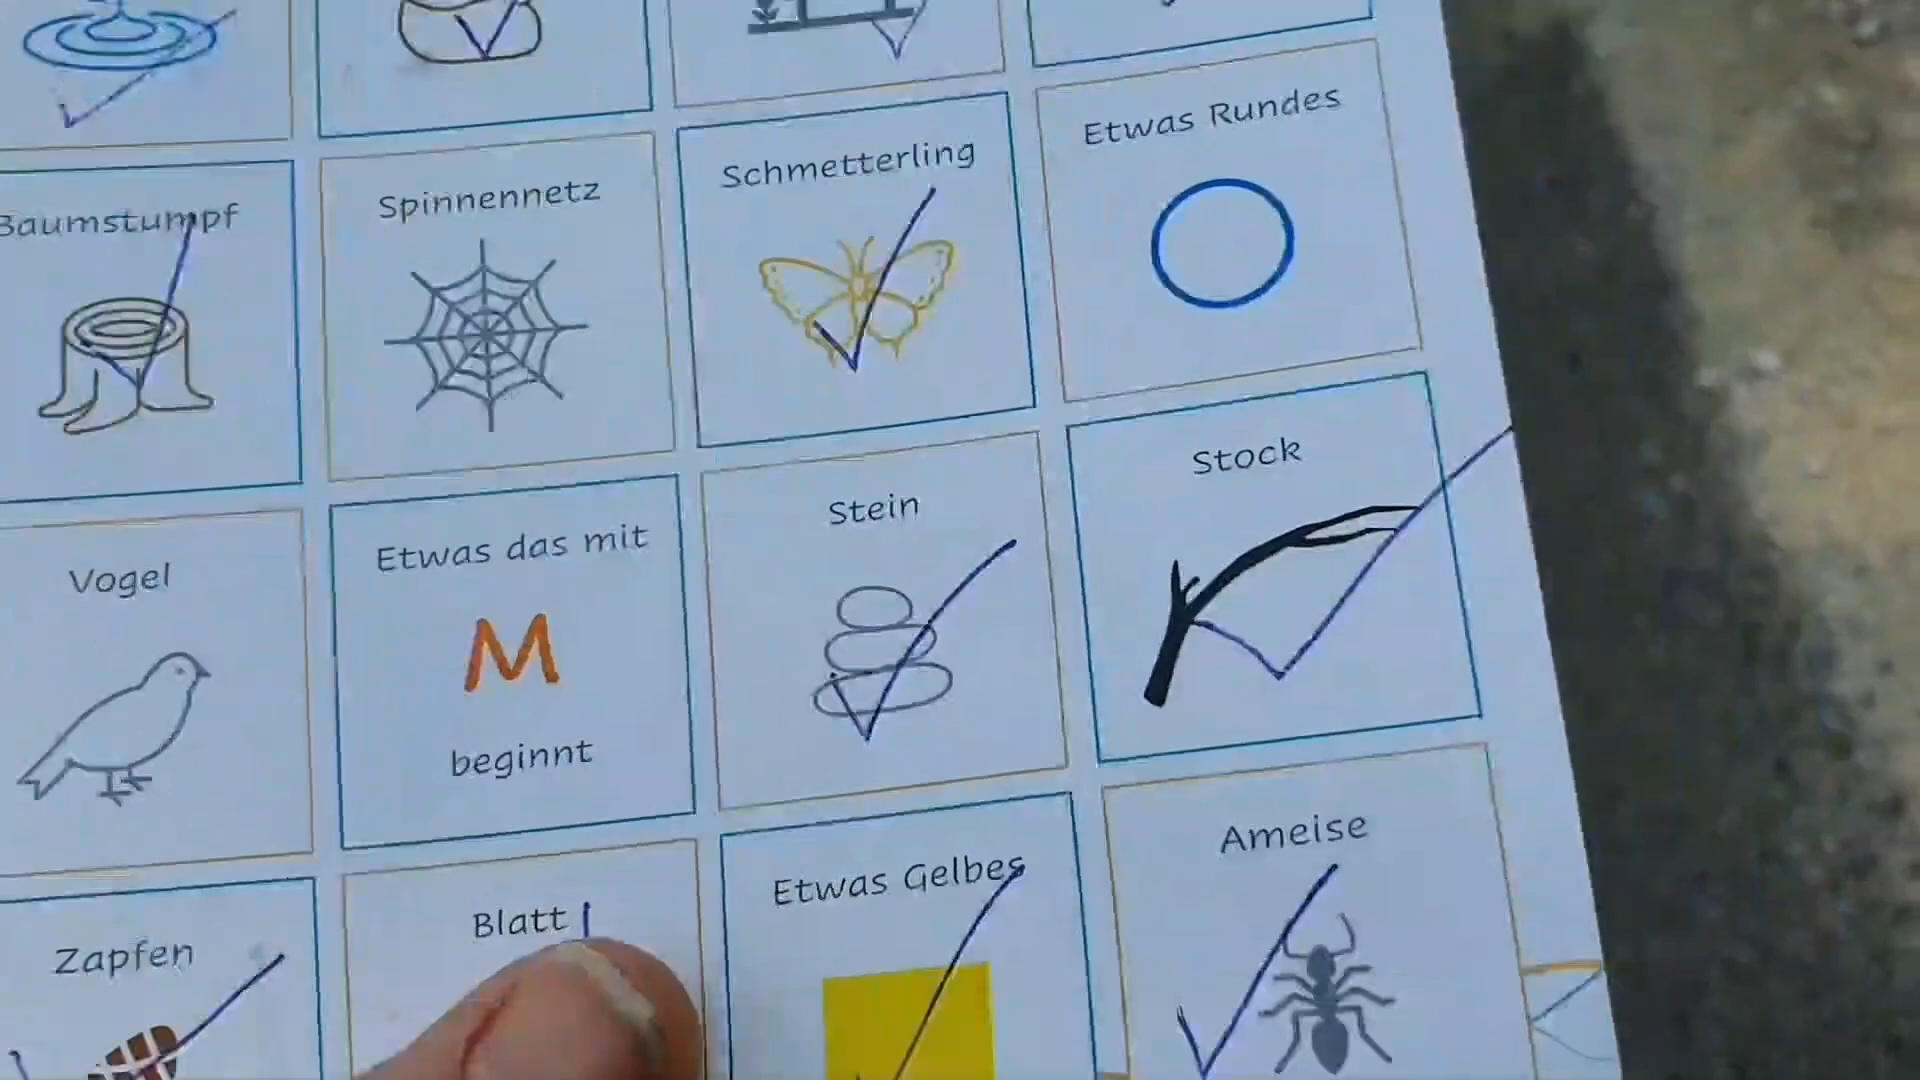 Etwas Rundes
Schmetterling
Spinnennetz
Baumstumpf
Stock
Stein
Etwas das mit
M
beginnt
Vogel
Ameise
Etwas Gelbes
Blatt
Zapfen